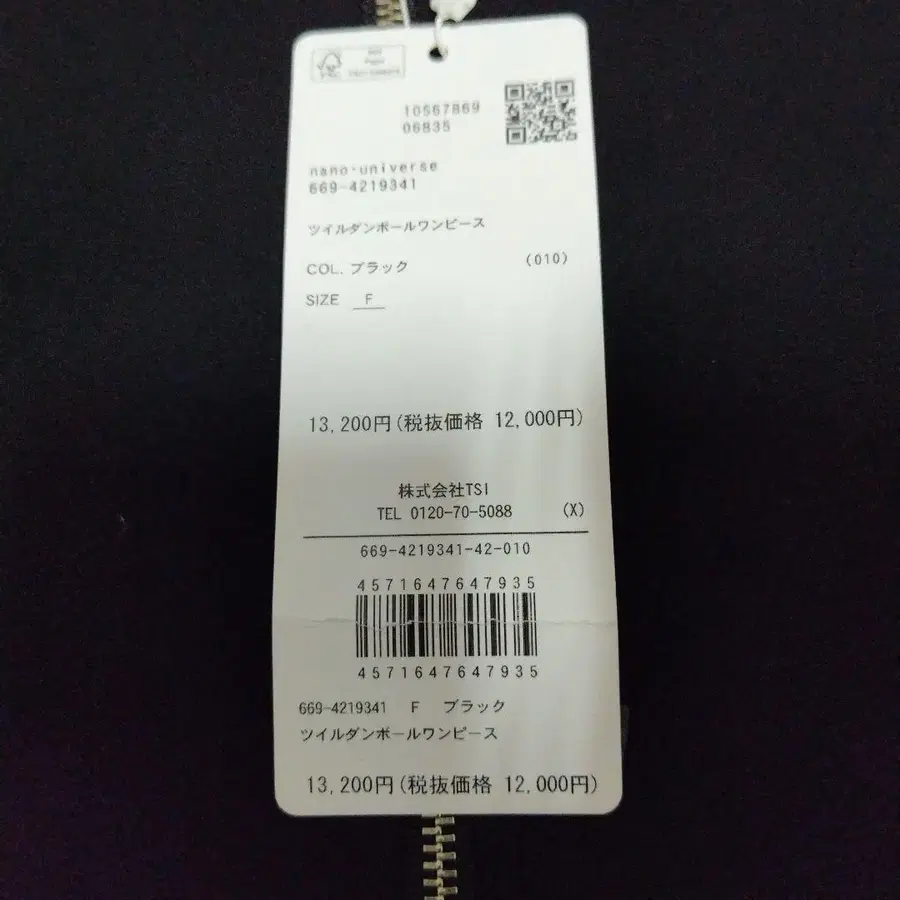 10567869
06835
nano・universe
669-4219341
ツイルダンボールワンピース
COL. ブラック (010)
SIZE F
13,200円(税抜価格 12,000円)
株式会社TSI
TEL 0120-70-5088 (X)
669-4219341-42-010
4571647647935
4571647647935
669-4219341 F ブラック
ツイルダンボールワンピース
13,200円(税抜価格 12,000円)